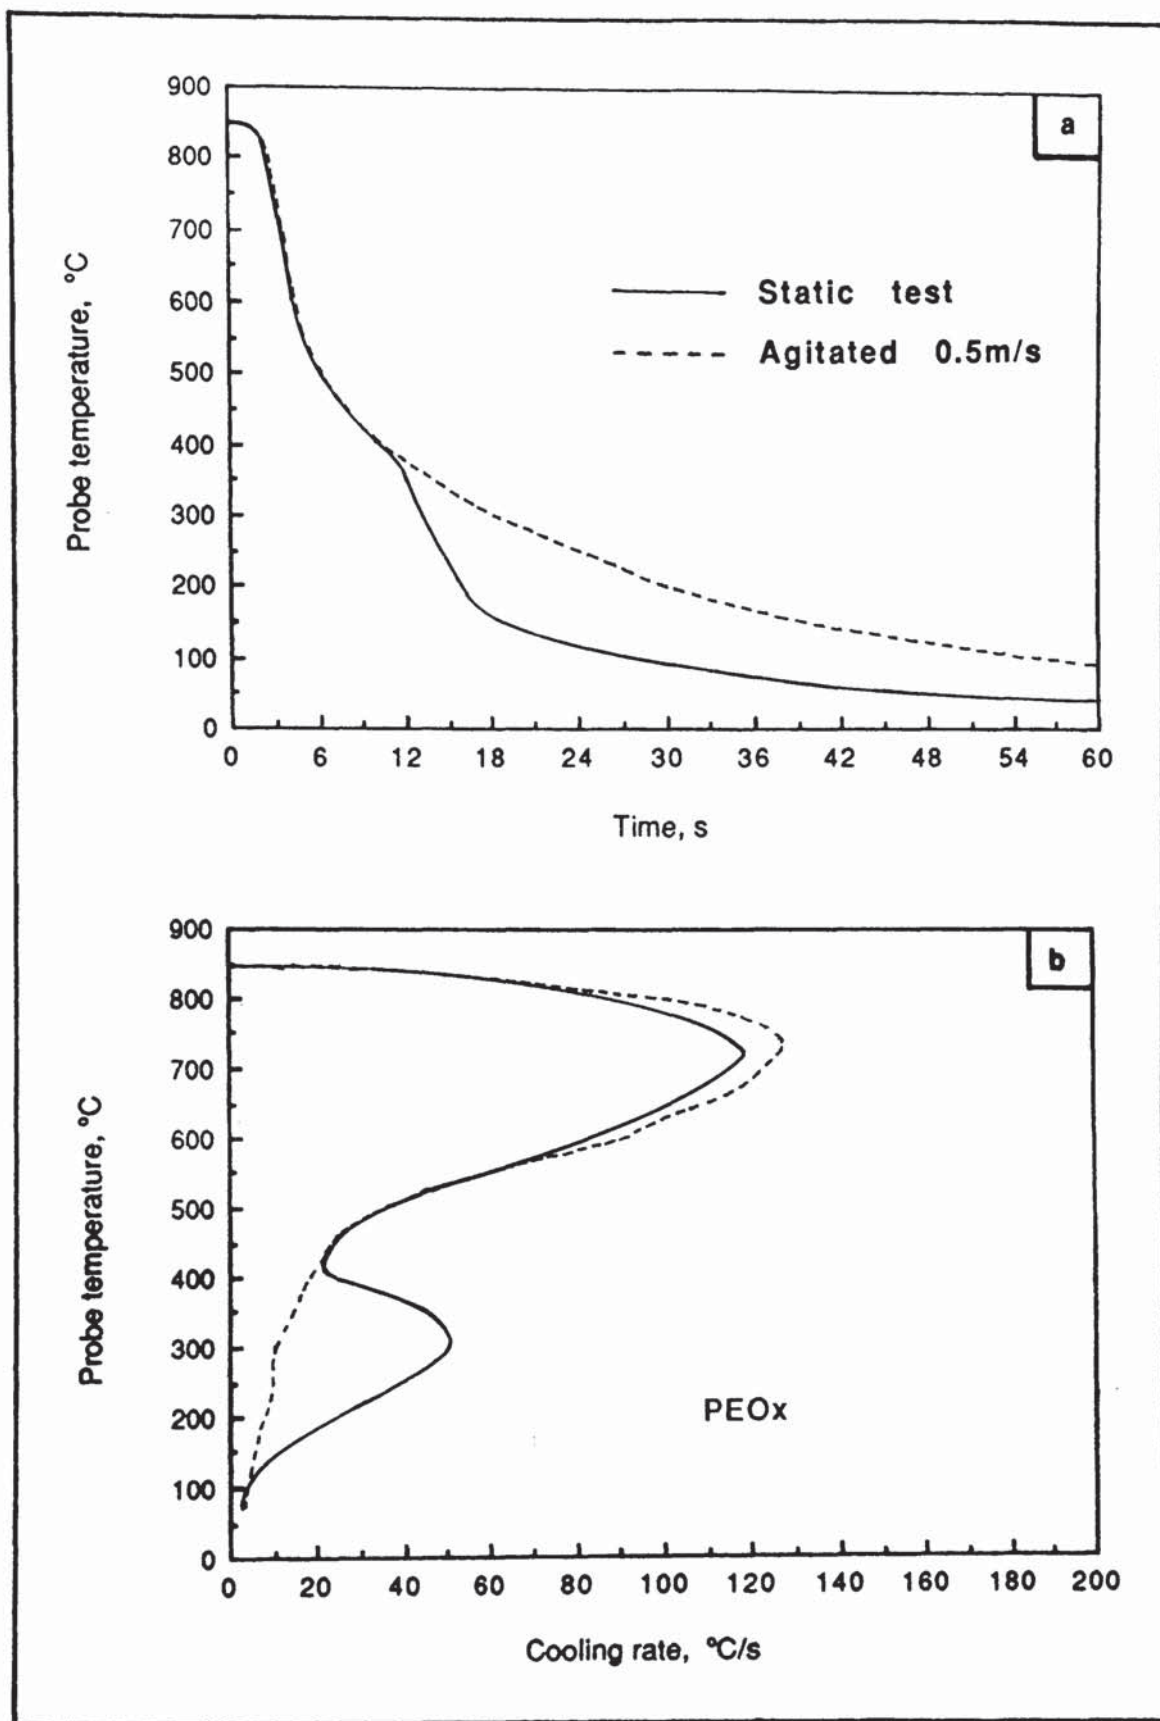 a
900
800
700
600
500
400
300
200
100
0
Probe temperature, °C
Static test
Agitated 0.5m/s
0 6 12 18 24 30 36 42 48 54 60
Time, s
b
900
800
700
600
500
400
300
200
100
0
Probe temperature, °C
PEOx
0 20 40 60 80 100 120 140 160 180 200
Cooling rate, °C/s